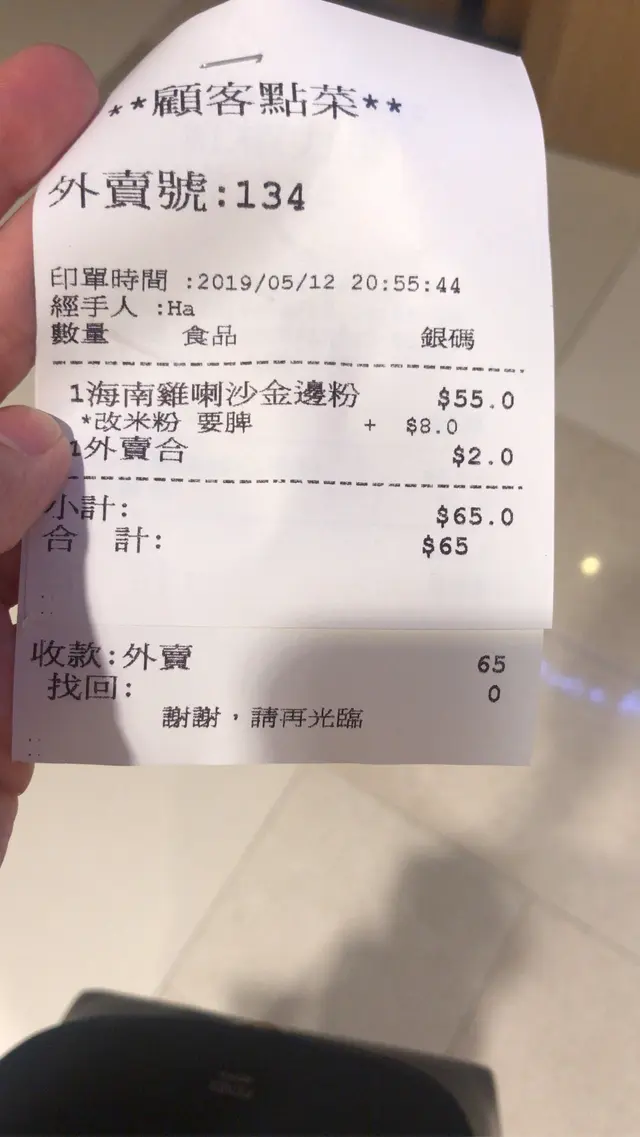 **顧客點菜**
外賣號:134
印單時間 :2019/05/12 20:55:44
經手人 :Ha
數量 食品 銀碼
1海南雞喇沙金邊粉 $55.0
*改米粉 要脾 + $8.0
1外賣合 $2.0
小計: $65.0
合 計: $65
收款:外賣 65
找回: 0
謝謝，請再光臨